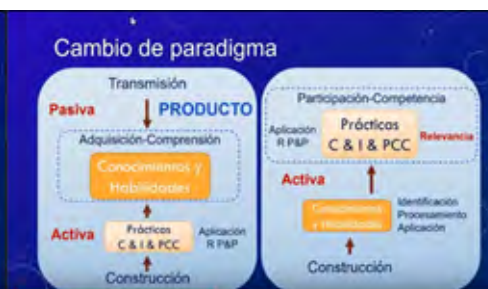 Cambio de paradigma
Transmisión
Pasiva
PRODUCTO
Adquisición-Comprensión
Conocimientos y
Habilidades
Activa
Prácticos
C & I & PCC
Aplicación
R P&P
Construcción
Participación-Competencia
Aplicación
R P&P
Prácticos
C & I & PCC
Relevancia
Activa
Conocimientos
y Habilidades
Identificación
Procesamiento
Aplicación
Construcción